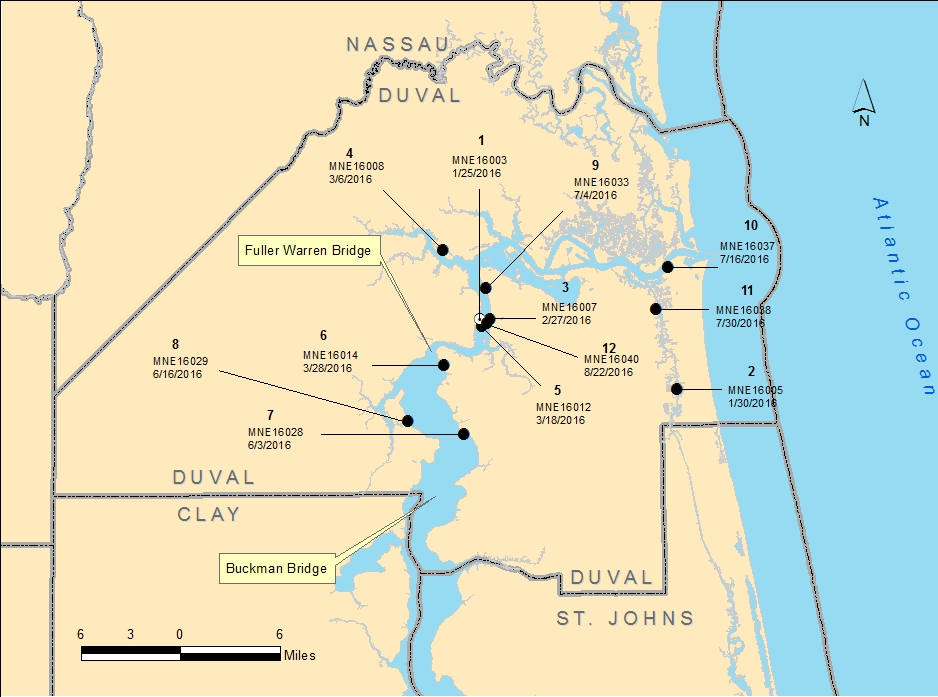 NASSAU
DUVAL
N
1
MNE16003
1/25/2016
4
MNE16008
3/6/2016
9
MNE16033
7/4/2016
Atlantic Ocean
10
MNE16037
7/16/2016
Fuller Warren Bridge
3
MNE16007
2/27/2016
11
MNE16038
7/30/2016
8
MNE16029
6/16/2016
6
MNE16014
3/28/2016
12
MNE16040
8/22/2016
2
MNE16005
1/30/2016
5
MNE16012
3/18/2016
7
MNE16028
6/3/2016
DUVAL
CLAY
Buckman Bridge
DUVAL
ST. JOHNS
6 3 0 6
Miles